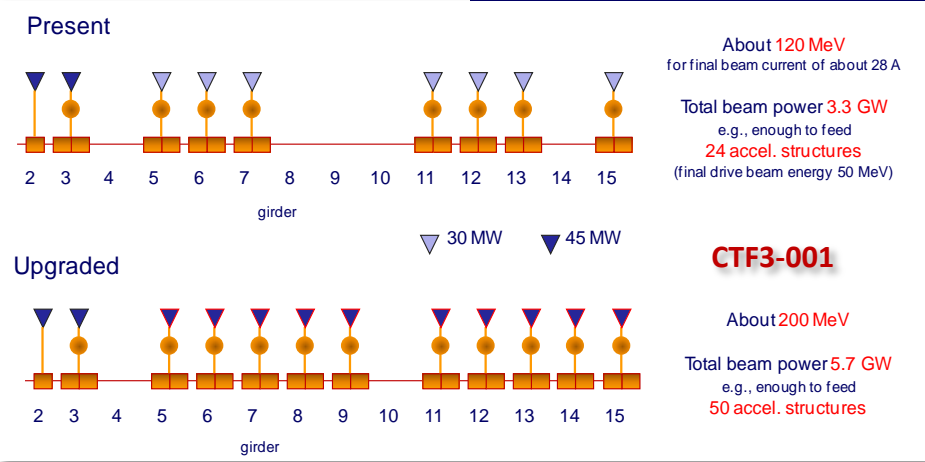 Present
About 120 MeV
for final beam current of about 28 A
Total beam power 3.3 GW
e.g., enough to feed
24 accel. structures
(final drive beam energy 50 MeV)
2 3 4 5 6 7 8 9 10 11 12 13 14 15
girder
30 MW 45 MW
Upgraded
CTF3-001
About 200 MeV
Total beam power 5.7 GW
e.g., enough to feed
50 accel. structures
2 3 4 5 6 7 8 9 10 11 12 13 14 15
girder